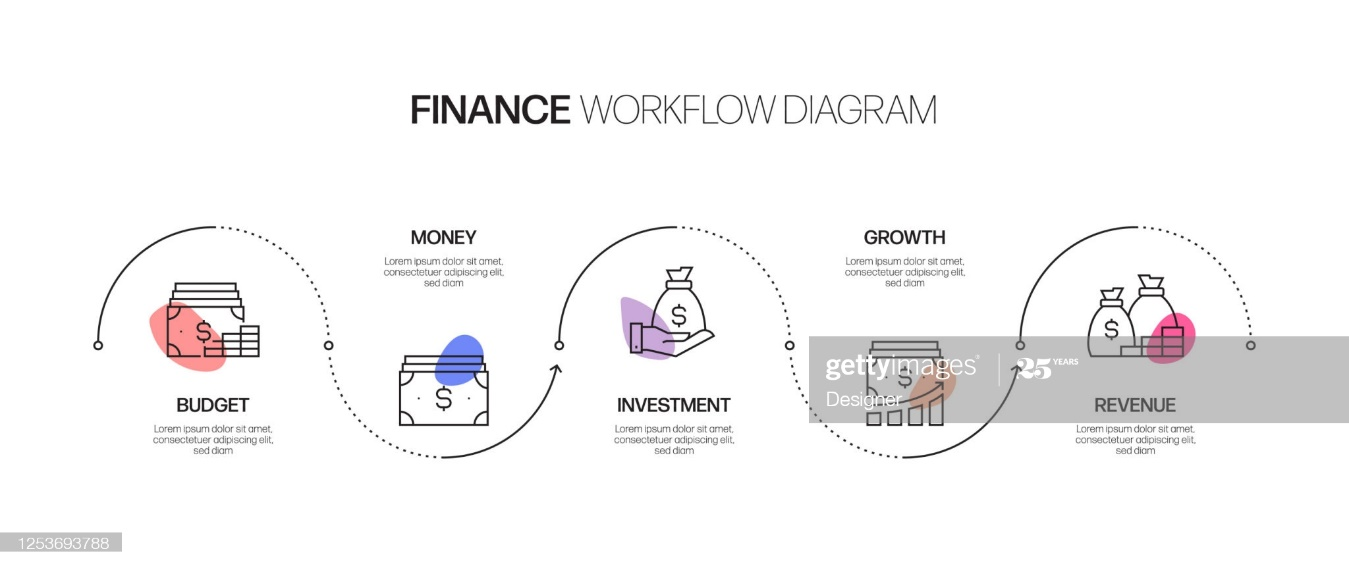 FINANCE WORKFLOW DIAGRAM
MONEY
Lorem ipsum dolor sit amet,
consectetuer adipiscing elit,
sed diam
GROWTH
Lorem ipsum dolor sit amet,
consectetuer adipiscing elit,
sed diam
$
$
$
$
$
gettyimages®
25 YEARS
Designer
BUDGET
Lorem ipsum dolor sit amet,
consectetuer adipiscing elit,
sed diam
INVESTMENT
Lorem ipsum dolor sit amet,
consectetuer adipiscing elit,
sed diam
REVENUE
Lorem ipsum dolor sit amet,
consectetuer adipiscing elit,
sed diam
1253693788